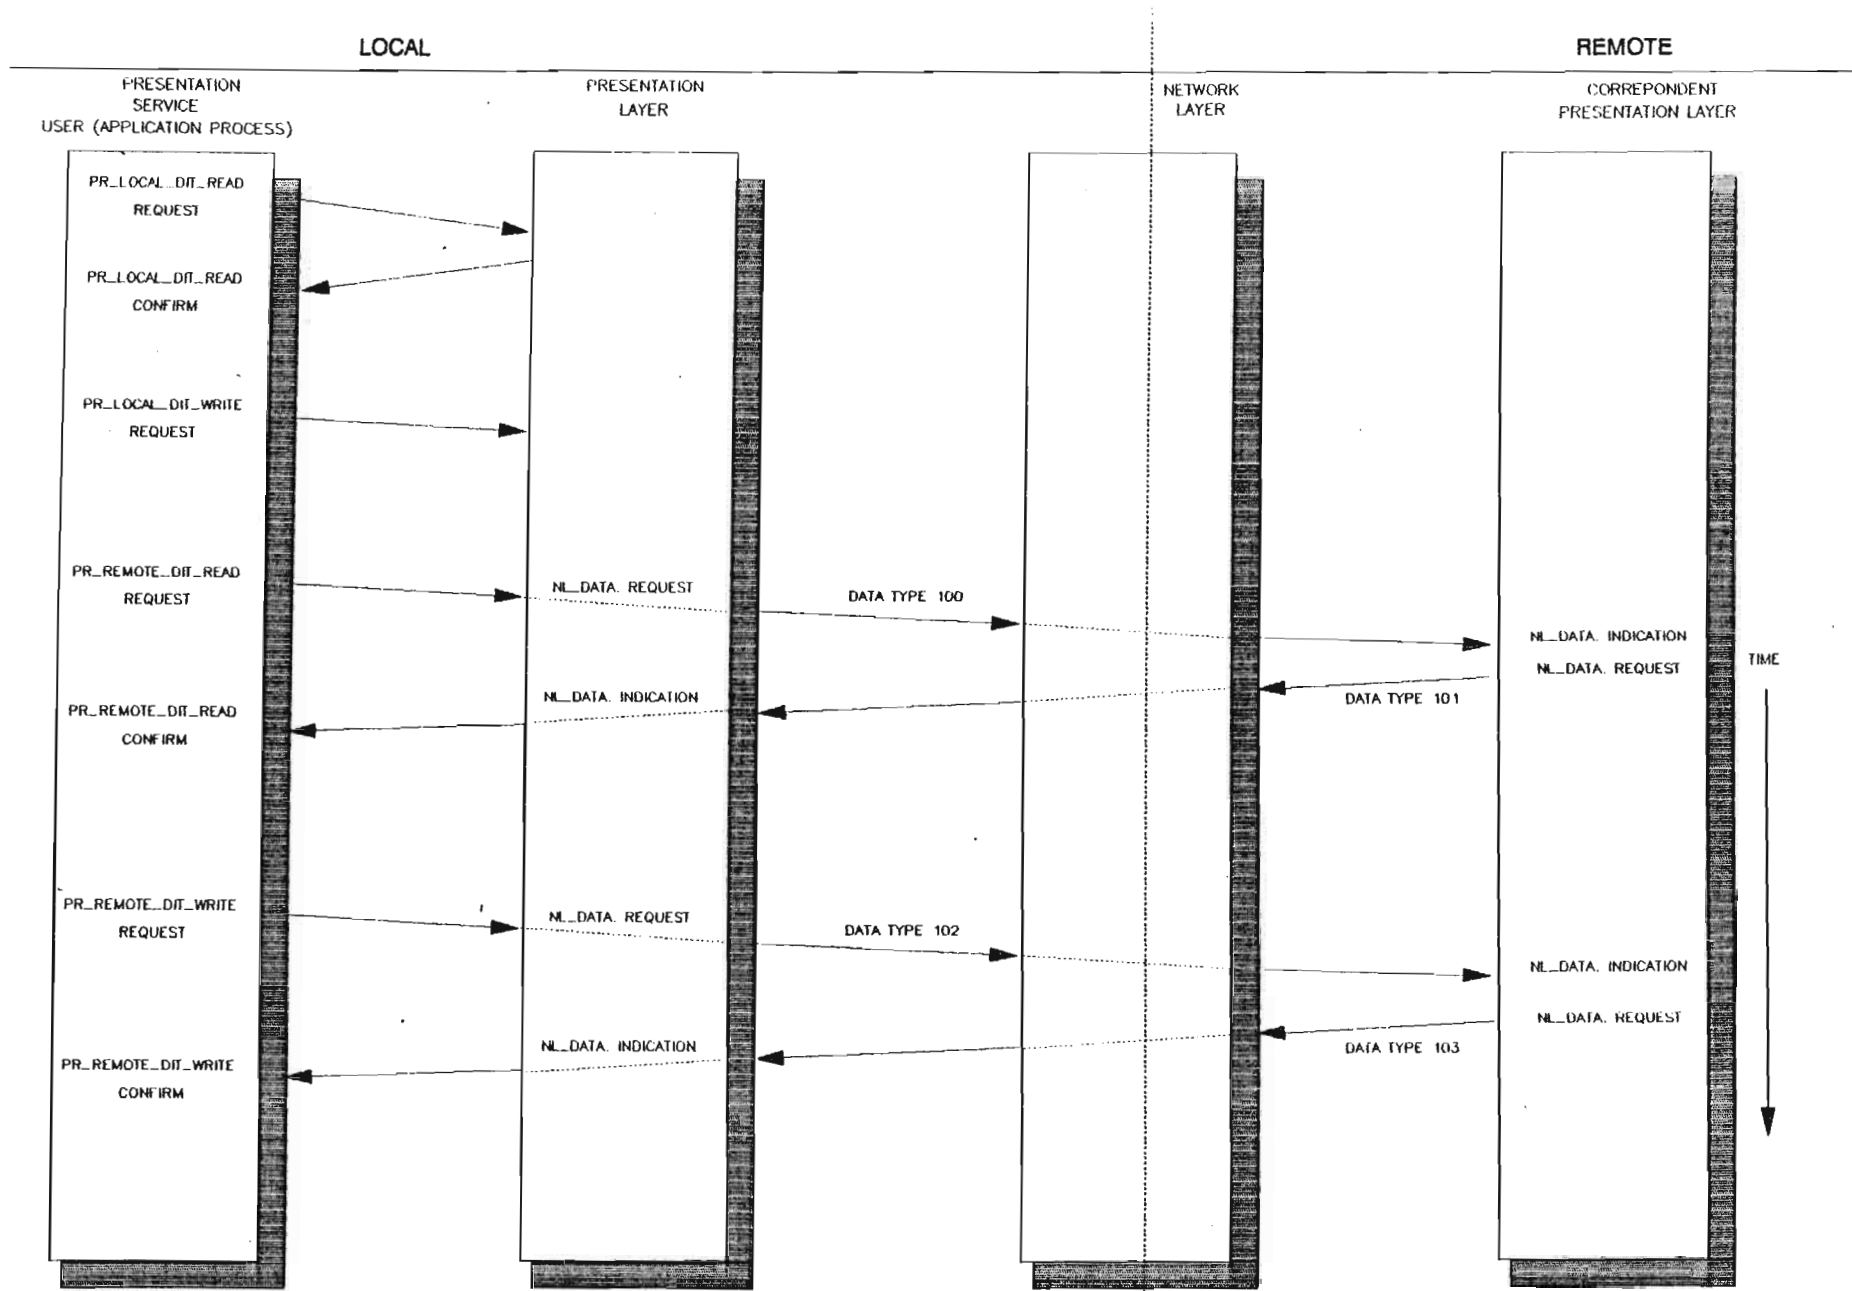 LOCAL
REMOTE
PRESENTATION
SERVICE
USER (APPLICATION PROCESS)
PRESENTATION
LAYER
NETWORK
LAYER
CORREPONDENT
PRESENTATION LAYER
PR_LOCAL_DIT_READ
REQUEST
PR_LOCAL_DIT_READ
CONFIRM
PR_LOCAL_DIT_WRITE
REQUEST
PR_REMOTE_DIT_READ
REQUEST
NL_DATA. REQUEST
DATA TYPE 100
NL_DATA. INDICATION
NL_DATA. REQUEST
TIME
DATA TYPE 101
NL_DATA. INDICATION
PR_REMOTE_DIT_READ
CONFIRM
PR_REMOTE_DIT_WRITE
REQUEST
NL_DATA. REQUEST
DATA TYPE 102
NL_DATA. INDICATION
NL_DATA. REQUEST
DATA TYPE 103
NL_DATA. INDICATION
PR_REMOTE_DIT_WRITE
CONFIRM